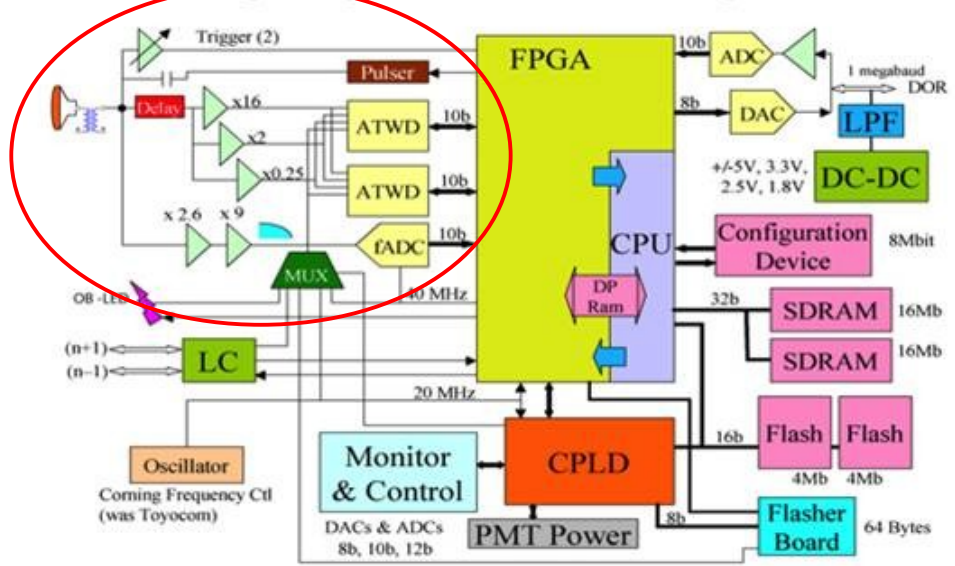 Trigger (2)
Pulser
Delay
x16
x2
x0.25
ATWD
10b
ATWD
10b
x 2.6
x 9
fADC
10b
MUX
40 MHz
OB -LED
(n+1)
(n–1)
LC
20 MHz
Oscillator
Corning Frequency Ctl
(was Toyocom)
Monitor
& Control
DACs & ADCs
8b, 10b, 12b
FPGA
CPU
DP
Ram
CPLD
PMT Power
10b
ADC
8b
DAC
1 megabaud
DOR
LPF
+/-5V, 3.3V,
2.5V, 1.8V
DC-DC
Configuration
Device
8Mbit
32b
SDRAM
16Mb
SDRAM
16Mb
16b
Flash
Flash
4Mb
4Mb
8b
Flasher
Board
64 Bytes